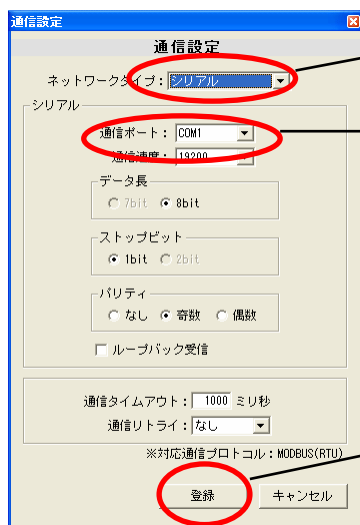 通信設定
通信設定
ネットワークタイプ： シリアル
シリアル
通信ポート： COM1
通信速度： 19200
データ長
7bit 8bit
ストップビット
1bit 2bit
パリティ
なし 奇数 偶数
ループバック受信
通信タイムアウト： 1000 ミリ秒
通信リトライ： なし
※対応通信プロトコル：MODBUS(RTU)
登録 キャンセル